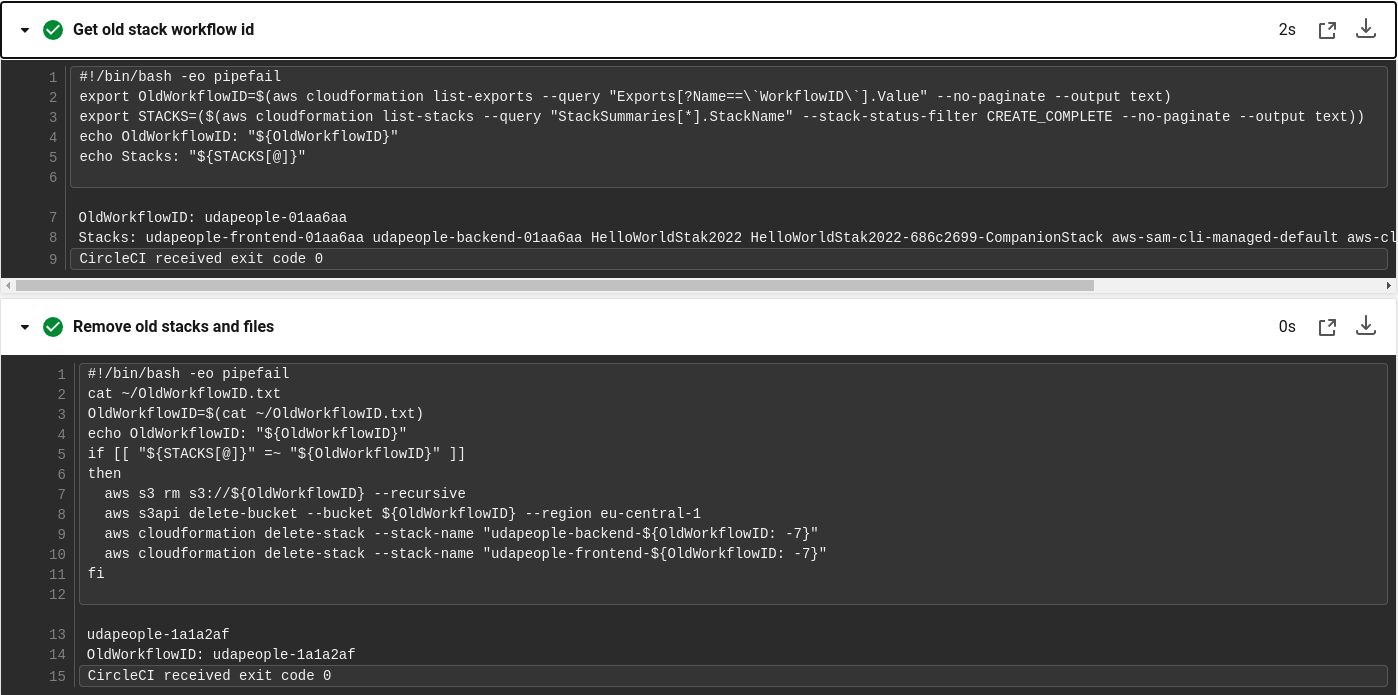 Get old stack workflow id
2s
1 #!/bin/bash -eo pipefail
2 export OldWorkflowID=$(aws cloudformation list-exports --query "Exports[?Name==\`WorkflowID\`].Value" --no-paginate --output text)
3 export STACKS=($(aws cloudformation list-stacks --query "StackSummaries[*].StackName" --stack-status-filter CREATE_COMPLETE --no-paginate --output text))
4 echo OldWorkflowID: "${OldWorkflowID}"
5 echo Stacks: "${STACKS[@]}"
6
7 OldWorkflowID: udapeople-01aa6aa
8 Stacks: udapeople-frontend-01aa6aa udapeople-backend-01aa6aa HelloWorldStak2022 HelloWorldStak2022-686c2699-CompanionStack aws-sam-cli-managed-default aws-cl
9 CircleCI received exit code 0
Remove old stacks and files
0s
1 #!/bin/bash -eo pipefail
2 cat ~/OldWorkflowID.txt
3 OldWorkflowID=$(cat ~/OldWorkflowID.txt)
4 echo OldWorkflowID: "${OldWorkflowID}"
5 if [[ "${STACKS[@]}" =~ "${OldWorkflowID}" ]]
6 then
7   aws s3 rm s3://${OldWorkflowID} --recursive
8   aws s3api delete-bucket --bucket ${OldWorkflowID} --region eu-central-1
9   aws cloudformation delete-stack --stack-name "udapeople-backend-${OldWorkflowID: -7}"
10   aws cloudformation delete-stack --stack-name "udapeople-frontend-${OldWorkflowID: -7}"
11 fi
12
13 udapeople-1a1a2af
14 OldWorkflowID: udapeople-1a1a2af
15 CircleCI received exit code 0